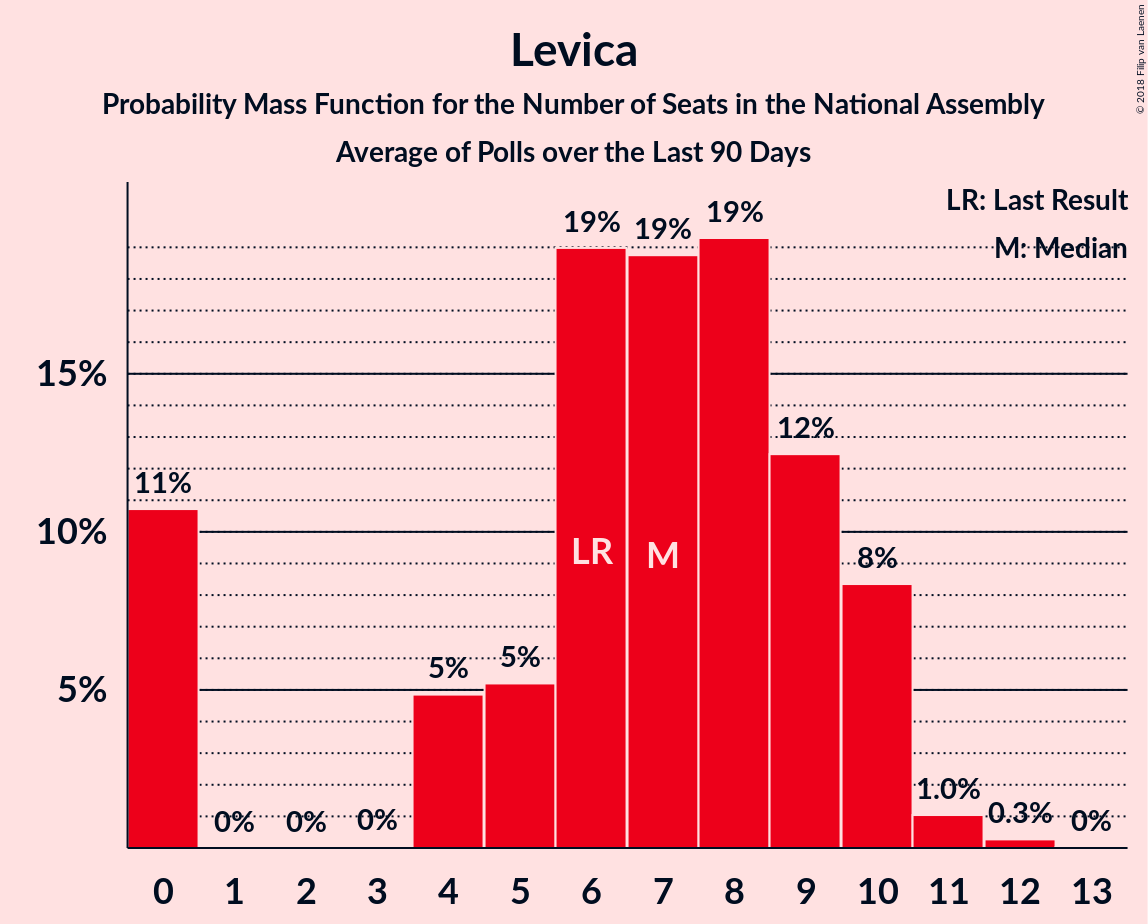 Levica
Probability Mass Function for the Number of Seats in the National Assembly
Average of Polls over the Last 90 Days
© 2018 Filip van Laenen
LR: Last Result
M: Median
19% 19% 19%
15%
12%
11%
10%
LR M
8%
5% 5%
5%
0% 0% 0% 1.0% 0.3% 0%
0 1 2 3 4 5 6 7 8 9 10 11 12 13